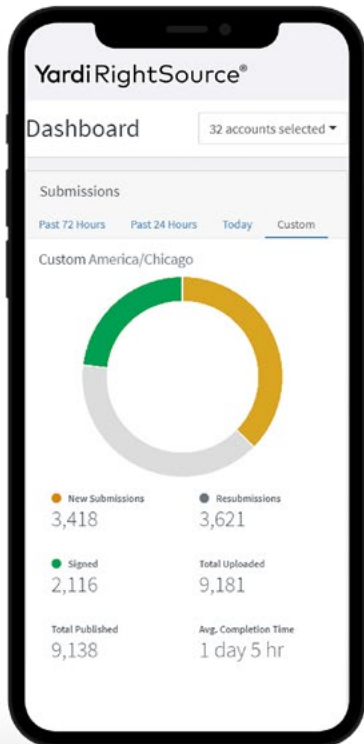 Yardi RightSource®
Dashboard
32 accounts selected
Submissions
Past 72 Hours Past 24 Hours Today Custom
Custom America/Chicago
New Submissions Resubmissions
3,418 3,621
Signed Total Uploaded
2,116 9,181
Total Published Avg. Completion Time
9,138 1 day 5 hr